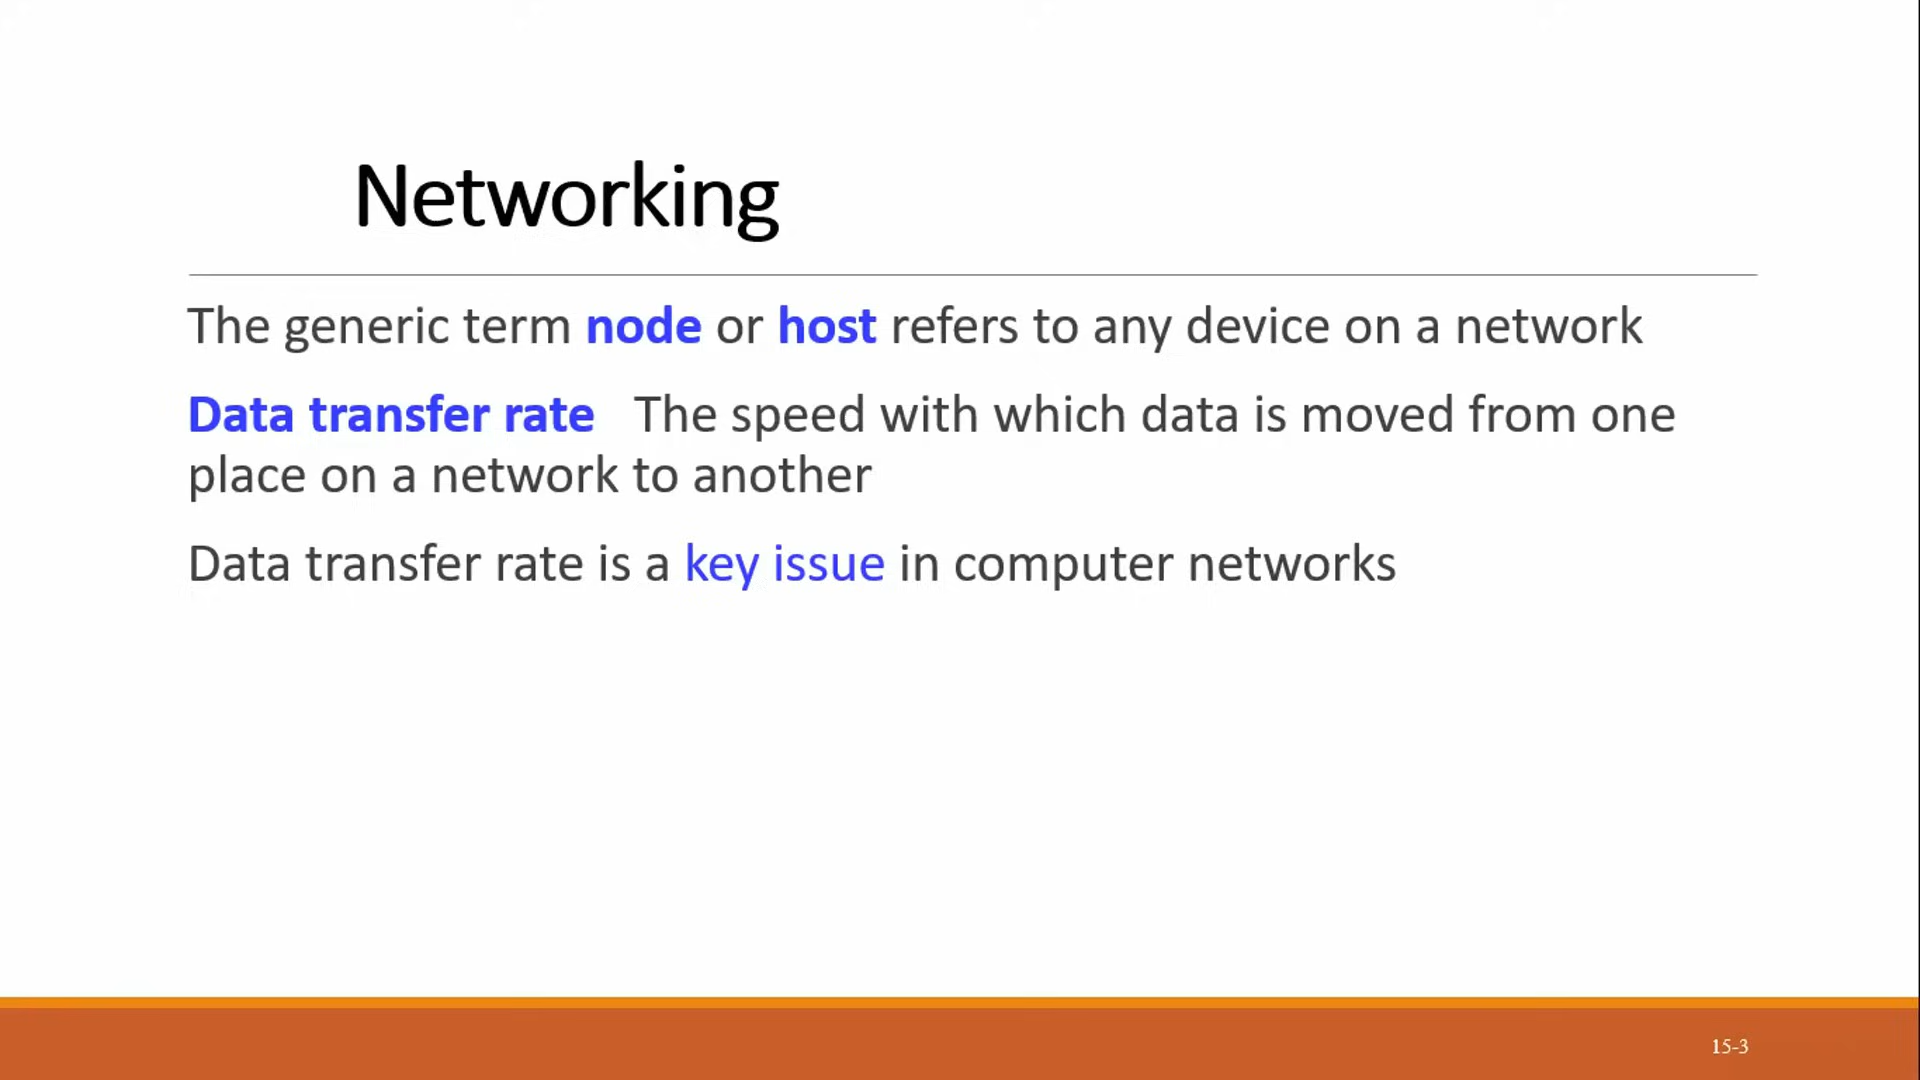 Networking
The generic term node or host refers to any device on a network
Data transfer rate The speed with which data is moved from one
place on a network to another
Data transfer rate is a key issue in computer networks
15-3